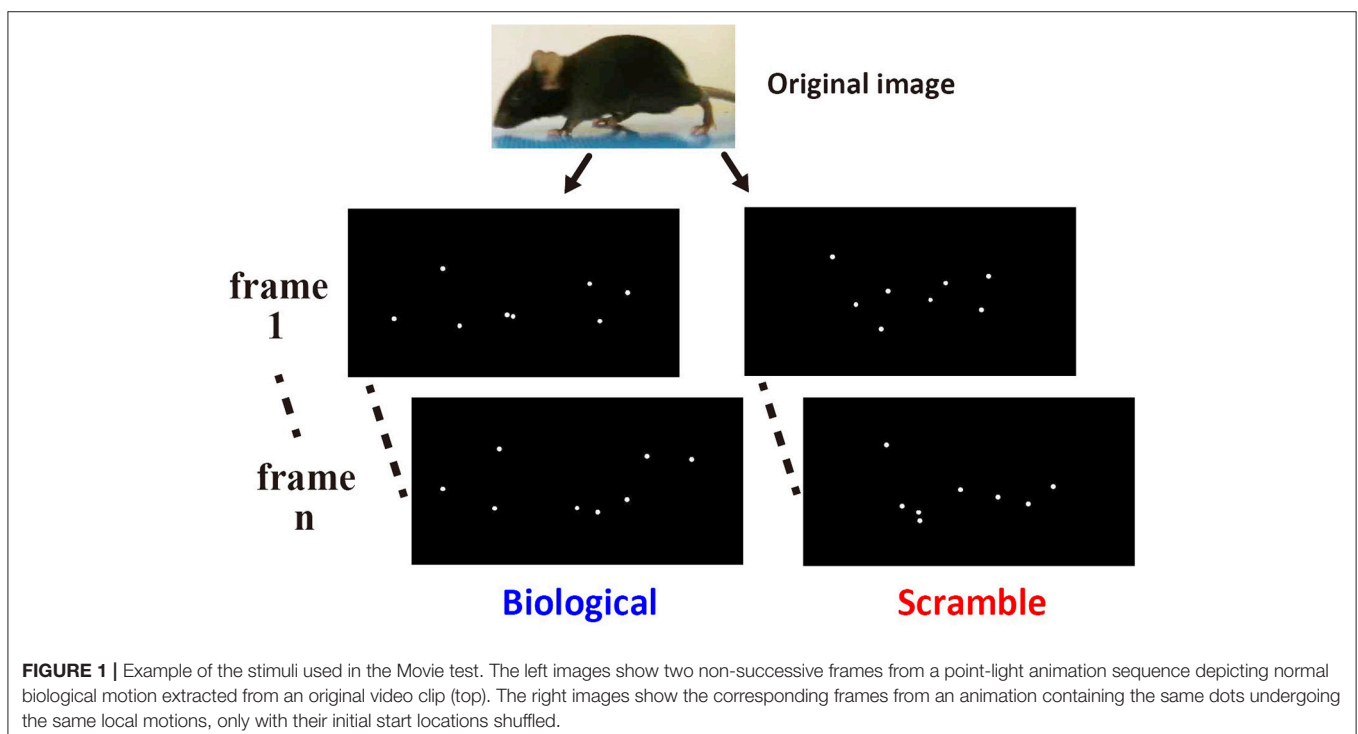 Original image
frame
1
frame
n
Biological
Scramble
FIGURE 1 | Example of the stimuli used in the Movie test. The left images show two non-successive frames from a point-light animation sequence depicting normal
biological motion extracted from an original video clip (top). The right images show the corresponding frames from an animation containing the same dots undergoing
the same local motions, only with their initial start locations shuffled.